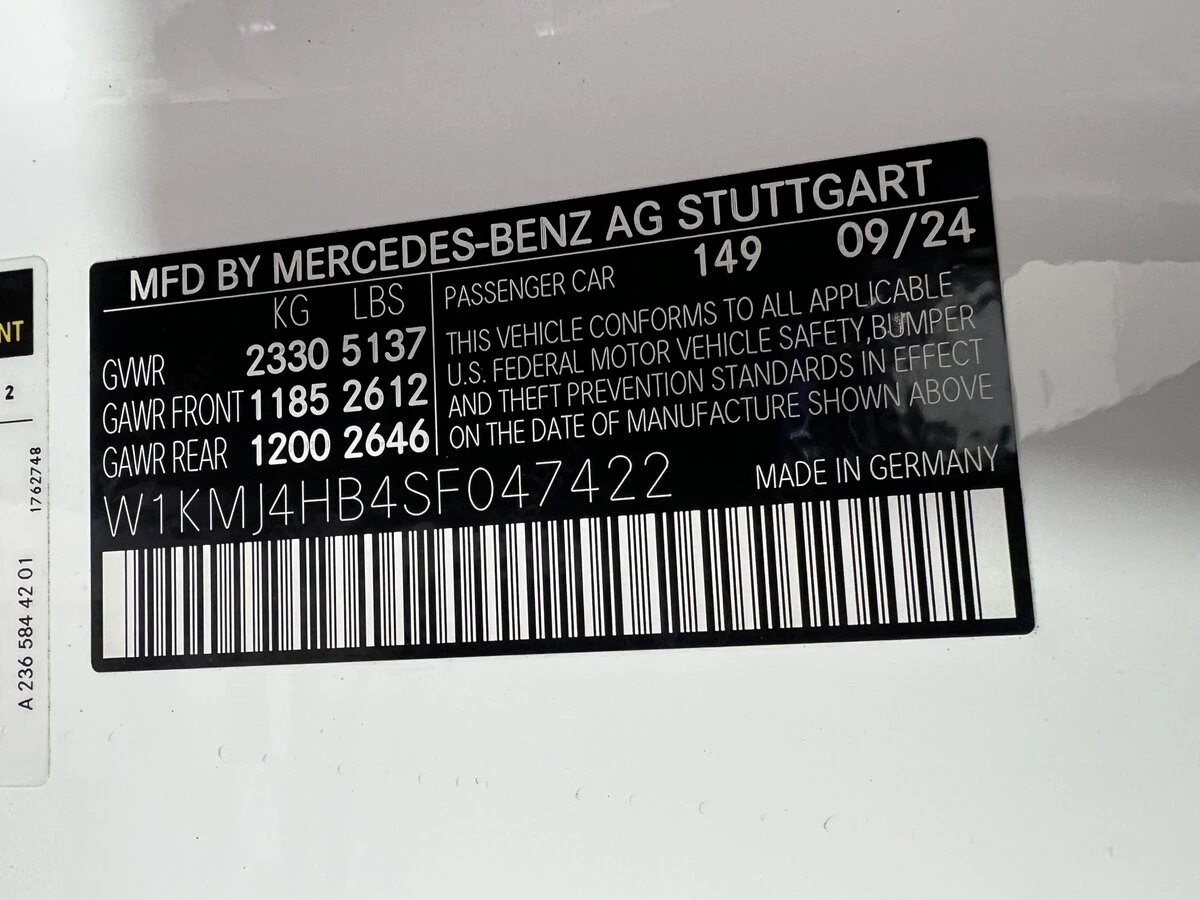 MFD BY MERCEDES-BENZ AG STUTTGART
KG LBS
GVWR 2330 5137
GAWR FRONT 1185 2612
GAWR REAR 1200 2646
PASSENGER CAR 149 09/24
THIS VEHICLE CONFORMS TO ALL APPLICABLE
U.S. FEDERAL MOTOR VEHICLE SAFETY,BUMPER
AND THEFT PREVENTION STANDARDS IN EFFECT
ON THE DATE OF MANUFACTURE SHOWN ABOVE
W1KMJ4HB4SF047422
MADE IN GERMANY
NT
2
1762748
A 236 584 42 01